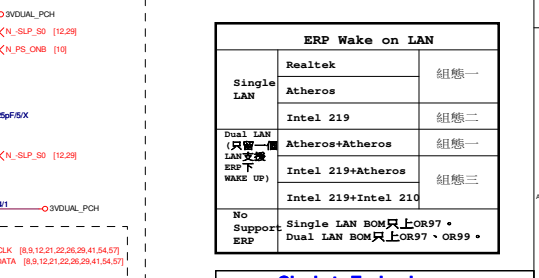 3VDUAL_PCH
N_-SLP_S0 [12,29]
N_PS_ONB [10]
5pF/5/X
N_-SLP_S0 [12,29]
/1
3VDUAL_PCH
CLK [8,9,12,21,22,26,29,41,54,57]
DATA [8,9,12,21,22,26,29,41,54,57]
ERP Wake on LAN
Single
LAN
Realtek
Atheros
組態一
Intel 219
組態二
Dual LAN
(只留一個
LAN支援
ERP下
WAKE UP)
Atheros+Atheros
組態一
Intel 219+Atheros
Intel 219+Intel 210
組態三
No
Support
ERP
Single LAN BOM只上OR97。
Dual LAN BOM只上OR97、OR99。